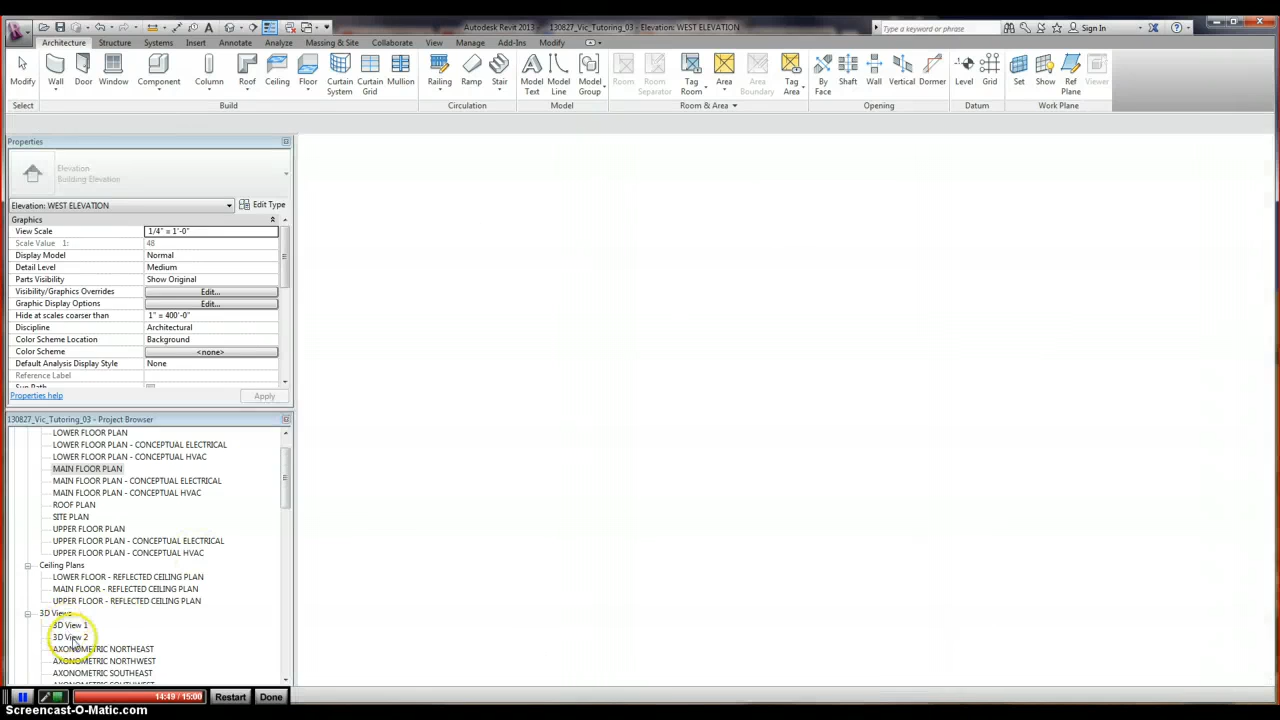 Autodesk Revit 2013 - 130827_Vic_Tutoring_03 - Elevation: WEST ELEVATION
Type a keyword or phrase
Sign In
Architecture Structure Systems Insert Annotate Analyze Massing & Site Collaborate View Manage Add-Ins Modify
Modify Wall Door Window Component Column Roof Ceiling Floor Curtain System Curtain Grid Mullion Railing Ramp Stair Model Text Model Line Model Group Room Room Separator Tag Room Area Area Boundary Tag Area By Face Shaft Wall Vertical Dormer Level Grid Set Show Ref Plane Viewer
Select Build Circulation Model Room & Area Opening Datum Work Plane
Properties
Elevation
Building Elevation
Elevation: WEST ELEVATION Edit Type
Graphics
View Scale 1/4" = 1'-0"
Scale Value 1: 48
Display Model Normal
Detail Level Medium
Parts Visibility Show Original
Visibility/Graphics Overrides Edit...
Graphic Display Options Edit...
Hide at scales coarser than 1" = 400'-0"
Discipline Architectural
Color Scheme Location Background
Color Scheme <none>
Default Analysis Display Style None
Reference Label
Sun Path
Properties help Apply
130827_Vic_Tutoring_03 - Project Browser
LOWER FLOOR PLAN
LOWER FLOOR PLAN - CONCEPTUAL ELECTRICAL
LOWER FLOOR PLAN - CONCEPTUAL HVAC
MAIN FLOOR PLAN
MAIN FLOOR PLAN - CONCEPTUAL ELECTRICAL
MAIN FLOOR PLAN - CONCEPTUAL HVAC
ROOF PLAN
SITE PLAN
UPPER FLOOR PLAN
UPPER FLOOR PLAN - CONCEPTUAL ELECTRICAL
UPPER FLOOR PLAN - CONCEPTUAL HVAC
Ceiling Plans
LOWER FLOOR - REFLECTED CEILING PLAN
MAIN FLOOR - REFLECTED CEILING PLAN
UPPER FLOOR - REFLECTED CEILING PLAN
3D Views
3D View 1
3D View 2
AXONOMETRIC NORTHEAST
AXONOMETRIC NORTHWEST
AXONOMETRIC SOUTHEAST
14:49 / 15:00 Restart Done
Screencast-O-Matic.com